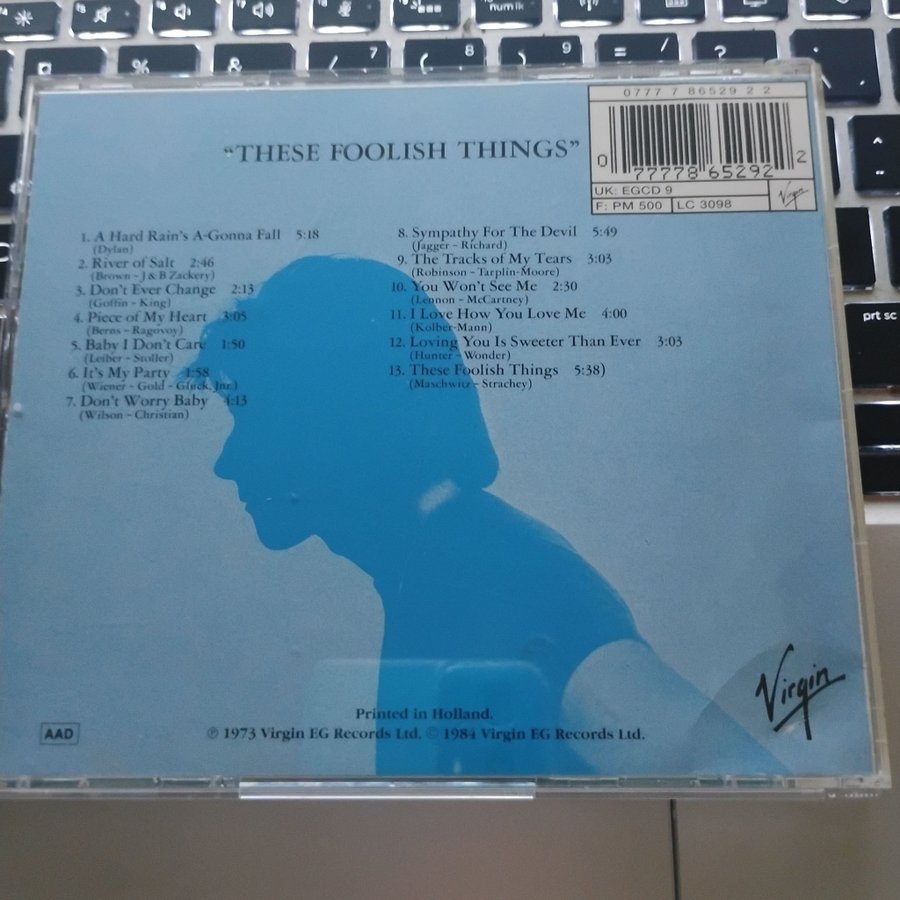 num lk
% & / 7 ( 8 ) 9 = / ?
prt sc
0777 7 86529 2 2
0 77778 65292 2
UK: EGCD 9
F: PM 500 LC 3098
Virgin
“THESE FOOLISH THINGS”
1. A Hard Rain's A-Gonna Fall 5:18
(Dylan)
2. River of Salt 2:46
(Brown - J & B Zackery)
3. Don't Ever Change 2:13
(Goffin - King)
4. Piece of My Heart 3:05
(Berns - Ragovoy)
5. Baby I Don't Care 1:50
(Leiber - Stoller)
6. It's My Party 1:58
(Wiener - Gold - Gluck, Jnr.)
7. Don't Worry Baby 4:13
(Wilson - Christian)
8. Sympathy For The Devil 5:49
(Jagger - Richard)
9. The Tracks of My Tears 3:03
(Robinson - Tarplin-Moore)
10. You Won't See Me 2:30
(Lennon - McCartney)
11. I Love How You Love Me 4:00
(Kolber-Mann)
12. Loving You Is Sweeter Than Ever 3:03
(Hunter - Wonder)
13. These Foolish Things 5:38)
(Maschwitz - Strachey)
Virgin
Printed in Holland.
AAD
℗ 1973 Virgin EG Records Ltd. © 1984 Virgin EG Records Ltd.